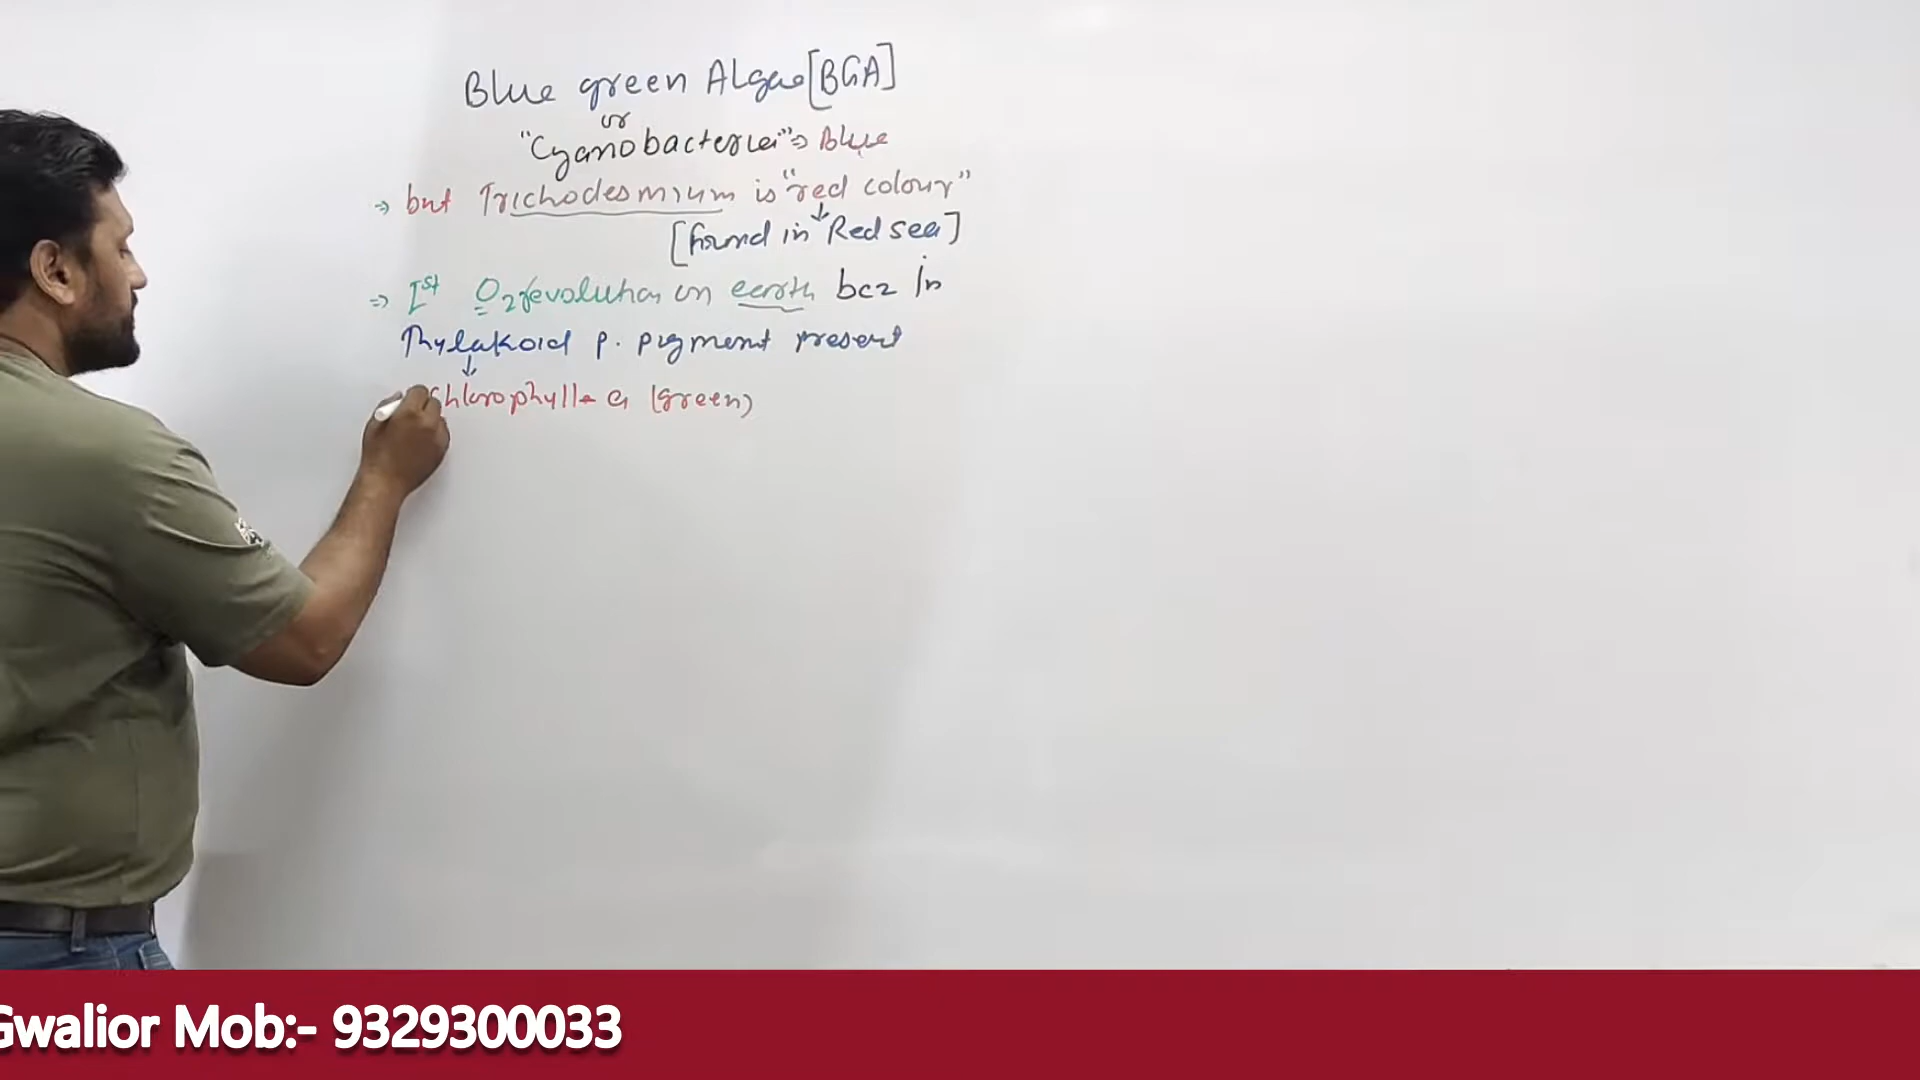 Blue green Algae [BGA]
or
"Cyanobacteria" ⇒ Blue
⇒ but Trichodesmium is "red colour"
[found in Red sea]
⇒ Ist O2 revolution on earth bcz in
Thylakoid p. pigment present
chlorophyll-a (green)
Gwalior Mob:- 9329300033